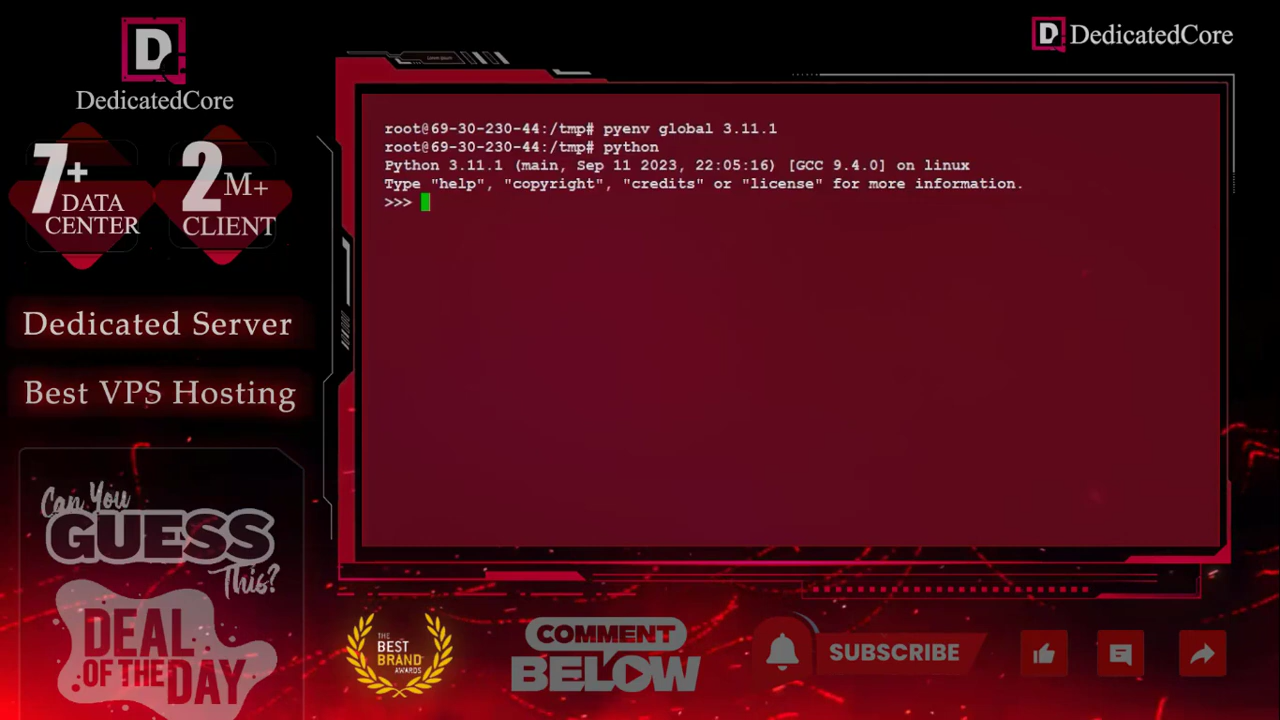 DedicatedCore
DedicatedCore
7+
DATA
CENTER
2
M+
CLIENT
Dedicated Server
Best VPS Hosting
Can You
GUESS
This?
DEAL
OF THE DAY
root@69-30-230-44:/tmp# pyenv global 3.11.1
root@69-30-230-44:/tmp# python
Python 3.11.1 (main, Sep 11 2023, 22:05:16) [GCC 9.4.0] on linux
Type "help", "copyright", "credits" or "license" for more information.
>>>
THE
BEST
BRAND
AWARDS
COMMENT
BELOW
SUBSCRIBE